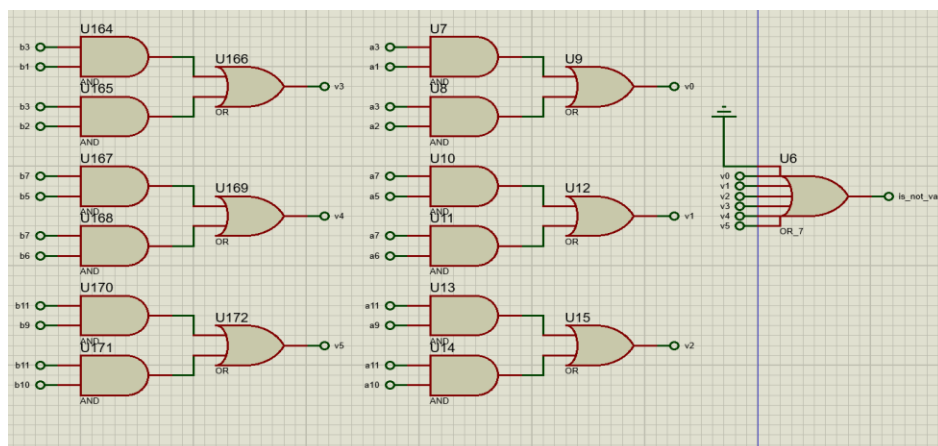 U164
b3
b1
AND
U165
b3
b2
AND
U166
OR
v3
U167
b7
b5
AND
U168
b7
b6
AND
U169
OR
v4
U170
b11
b9
AND
U171
b11
b10
AND
U172
OR
v5
U7
a3
a1
AND
U8
a3
a2
AND
U9
OR
v0
U10
a7
a5
AND
U11
a7
a6
AND
U12
OR
v1
U13
a11
a9
AND
U14
a11
a10
AND
U15
OR
v2
U6
v0
v1
v2
v3
v4
v5
OR_7
is_not_va